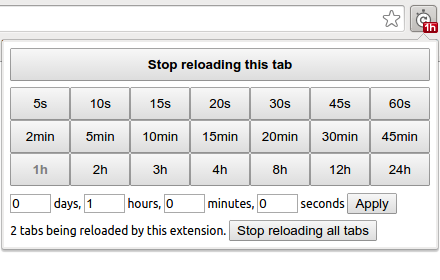 1h
Stop reloading this tab
5s 10s 15s 20s 30s 45s 60s
2min 5min 10min 15min 20min 30min 45min
1h 2h 3h 4h 8h 12h 24h
0 days, 1 hours, 0 minutes, 0 seconds Apply
2 tabs being reloaded by this extension. Stop reloading all tabs